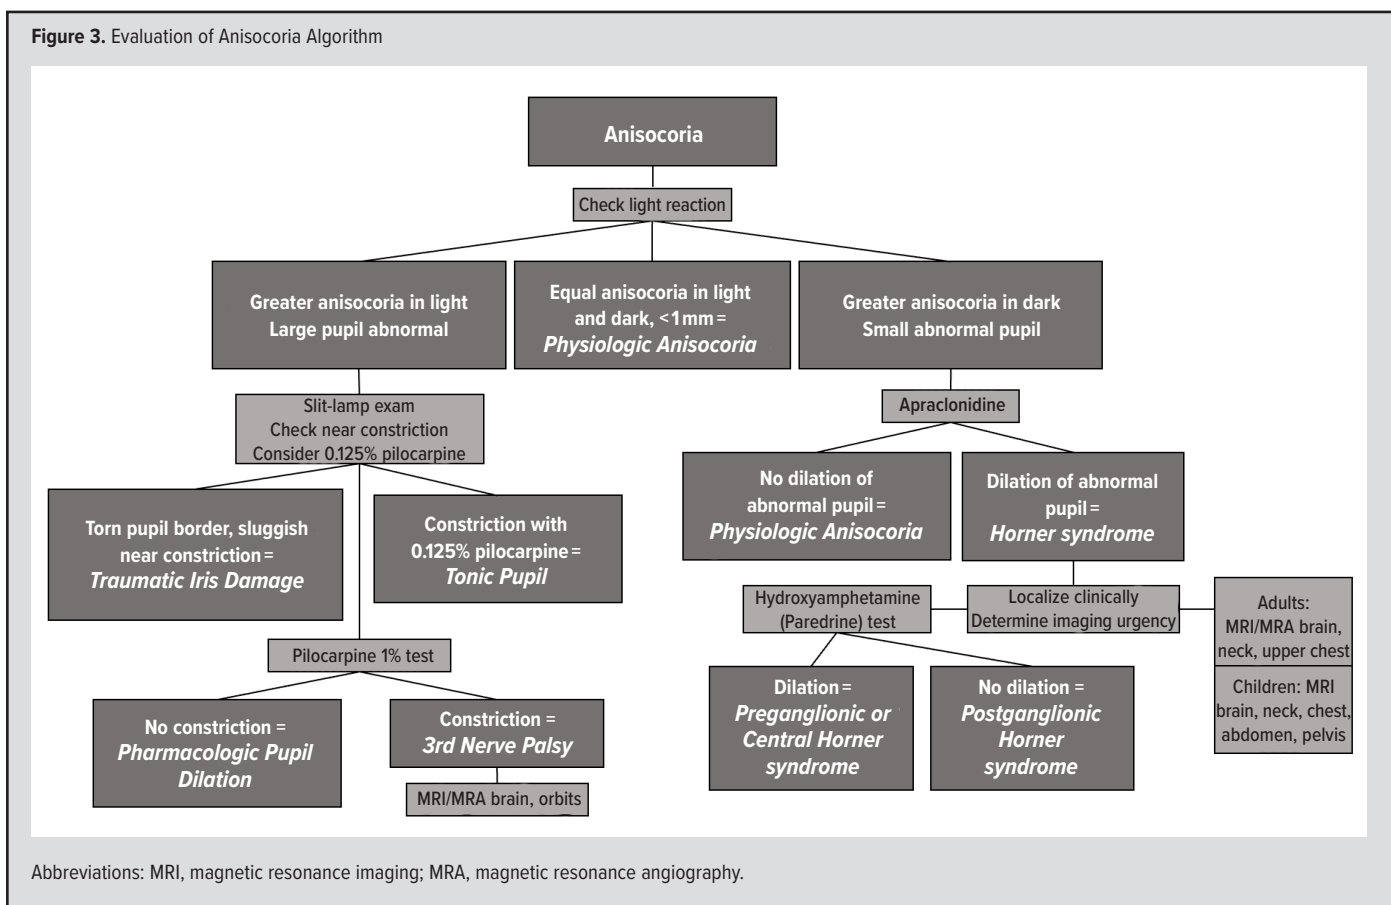 Figure 3. Evaluation of Anisocoria Algorithm
Anisocoria
Check light reaction
Greater anisocoria in light
Large pupil abnormal
Equal anisocoria in light
and dark, <1mm=
Physiologic Anisocoria
Greater anisocoria in dark
Small abnormal pupil
Slit-lamp exam
Check near constriction
Consider 0.125% pilocarpine
Apraclonidine
Torn pupil border, sluggish
near constriction=
Traumatic Iris Damage
Constriction with
0.125% pilocarpine=
Tonic Pupil
No dilation of
abnormal pupil=
Physiologic Anisocoria
Dilation of abnormal
pupil=
Horner syndrome
Pilocarpine 1% test
Hydroxyamphetamine
(Paredrine) test
Localize clinically
Determine imaging urgency
Adults:
MRI/MRA brain,
neck, upper chest
Children: MRI
brain, neck, chest,
abdomen, pelvis
No constriction =
Pharmacologic Pupil
Dilation
Constriction =
3rd Nerve Palsy
MRI/MRA brain, orbits
Dilation=
Preganglionic or
Central Horner
syndrome
No dilation =
Postganglionic
Horner
syndrome
Abbreviations: MRI, magnetic resonance imaging; MRA, magnetic resonance angiography.